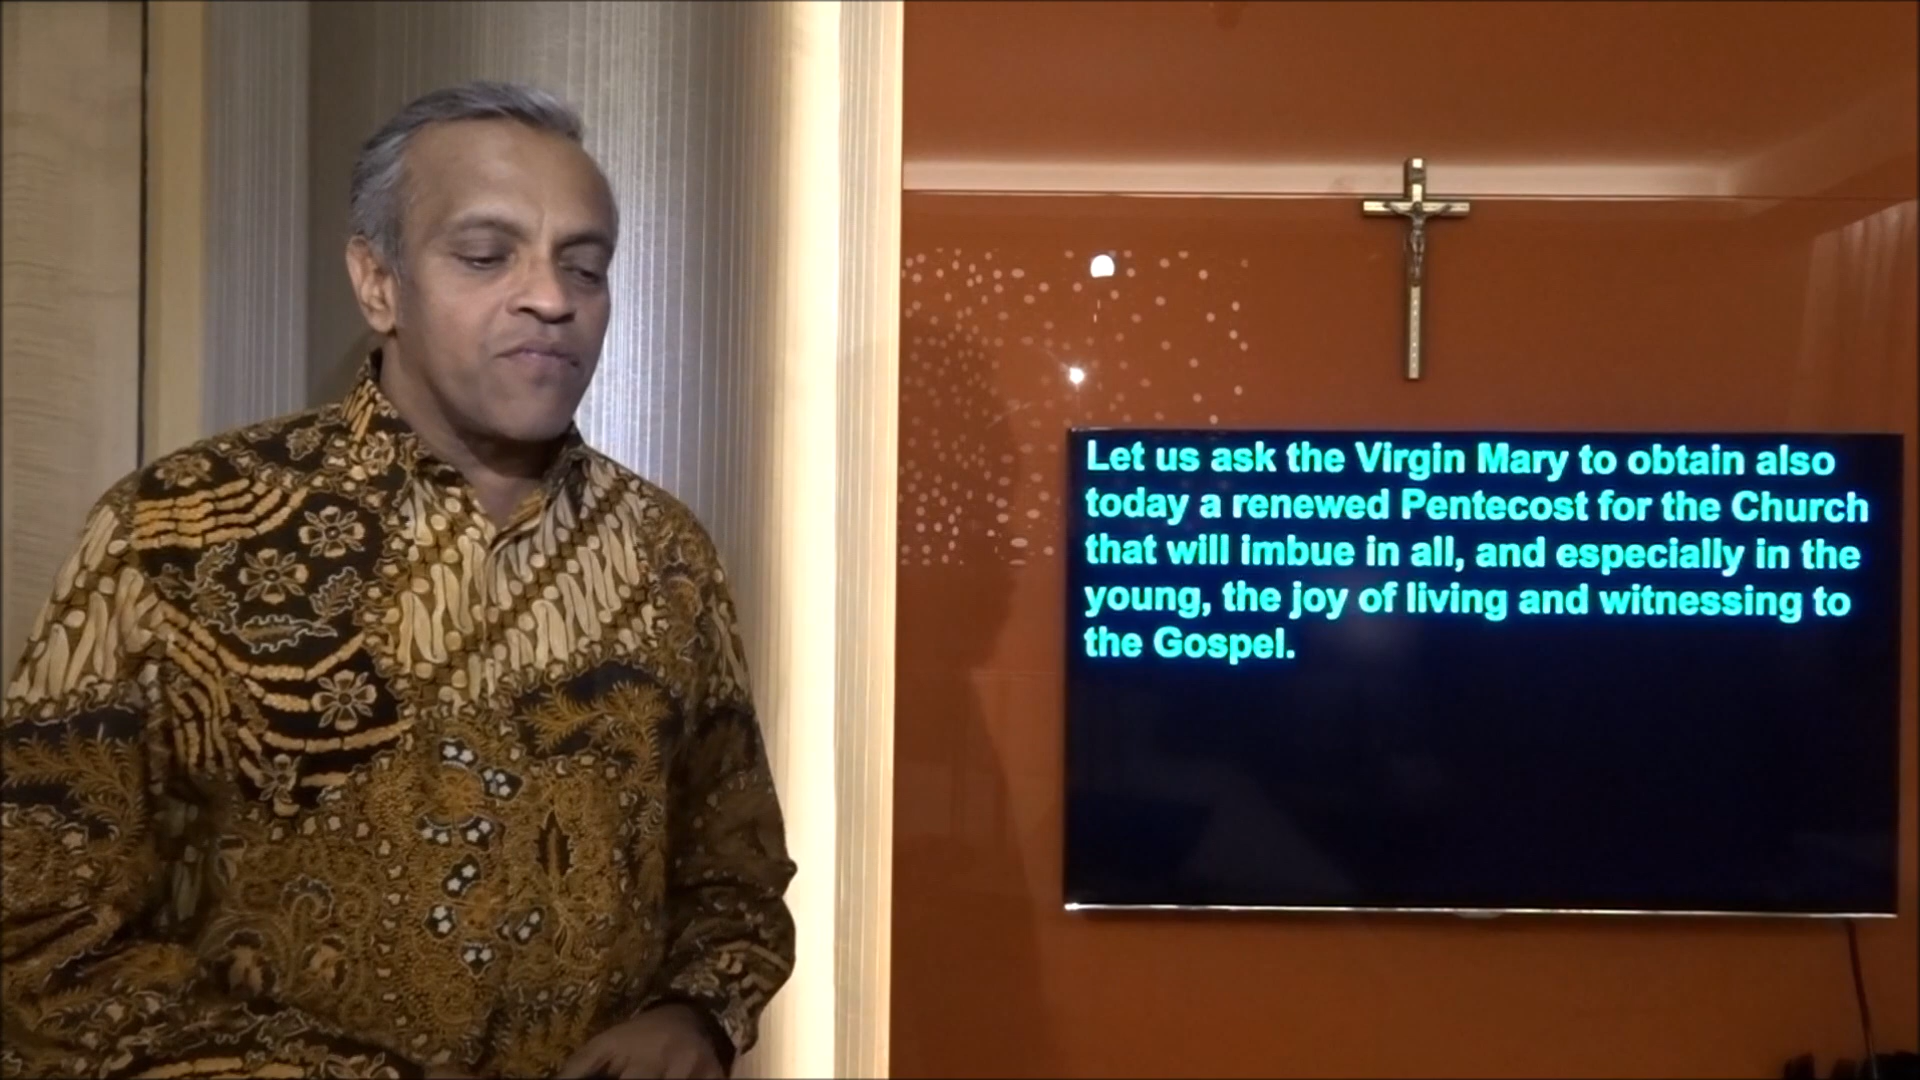 Let us ask the Virgin Mary to obtain also
today a renewed Pentecost for the Church
that will imbue in all, and especially in the
young, the joy of living and witnessing to
the Gospel.